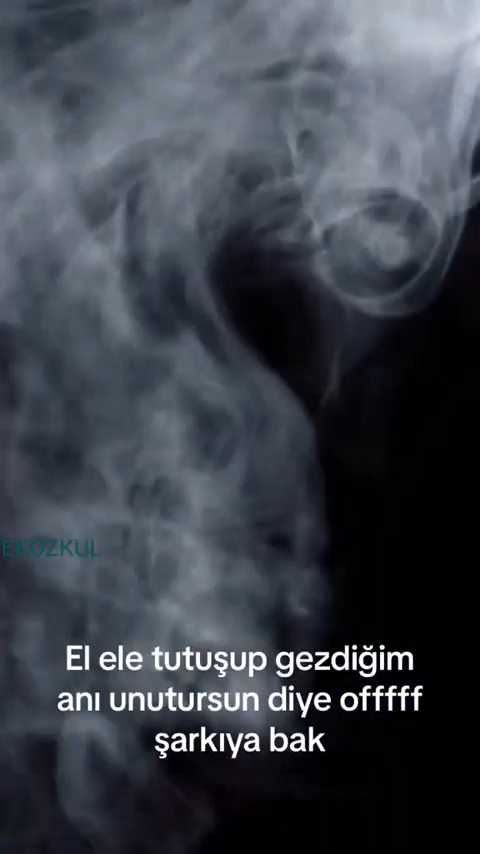 EKOZKUL
El ele tutuşup gezdiğim
anı unutursun diye offfff
şarkıya bak